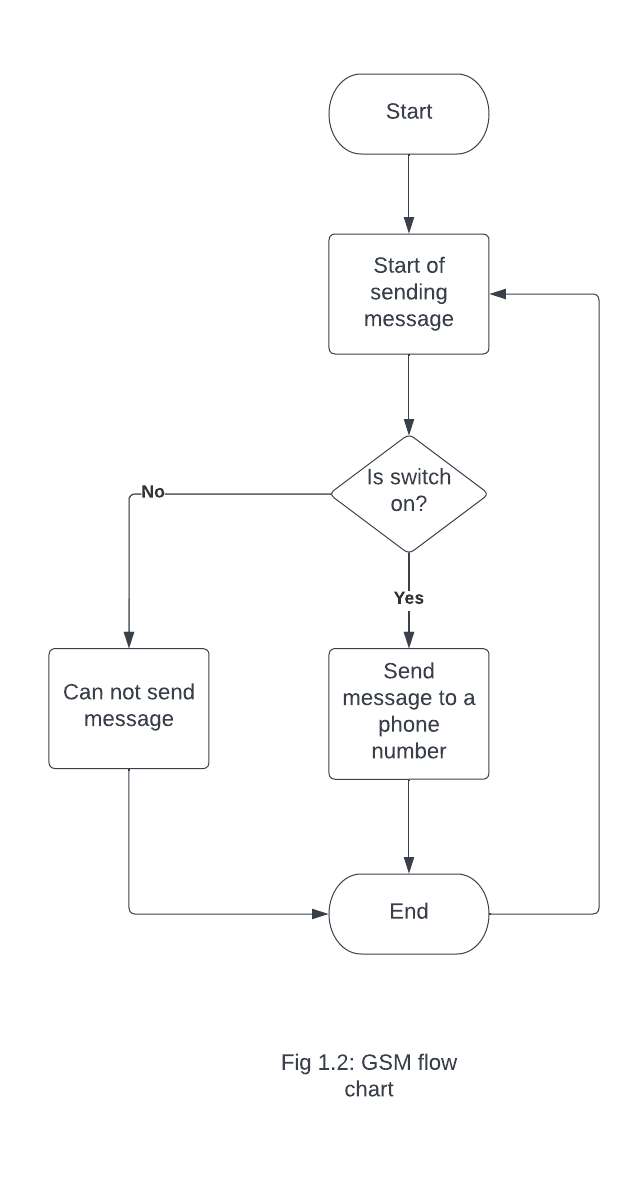 Start
Start of
sending
message
Is switch
on?
No
Yes
Can not send
message
Send
message to a
phone
number
End
Fig 1.2: GSM flow
chart